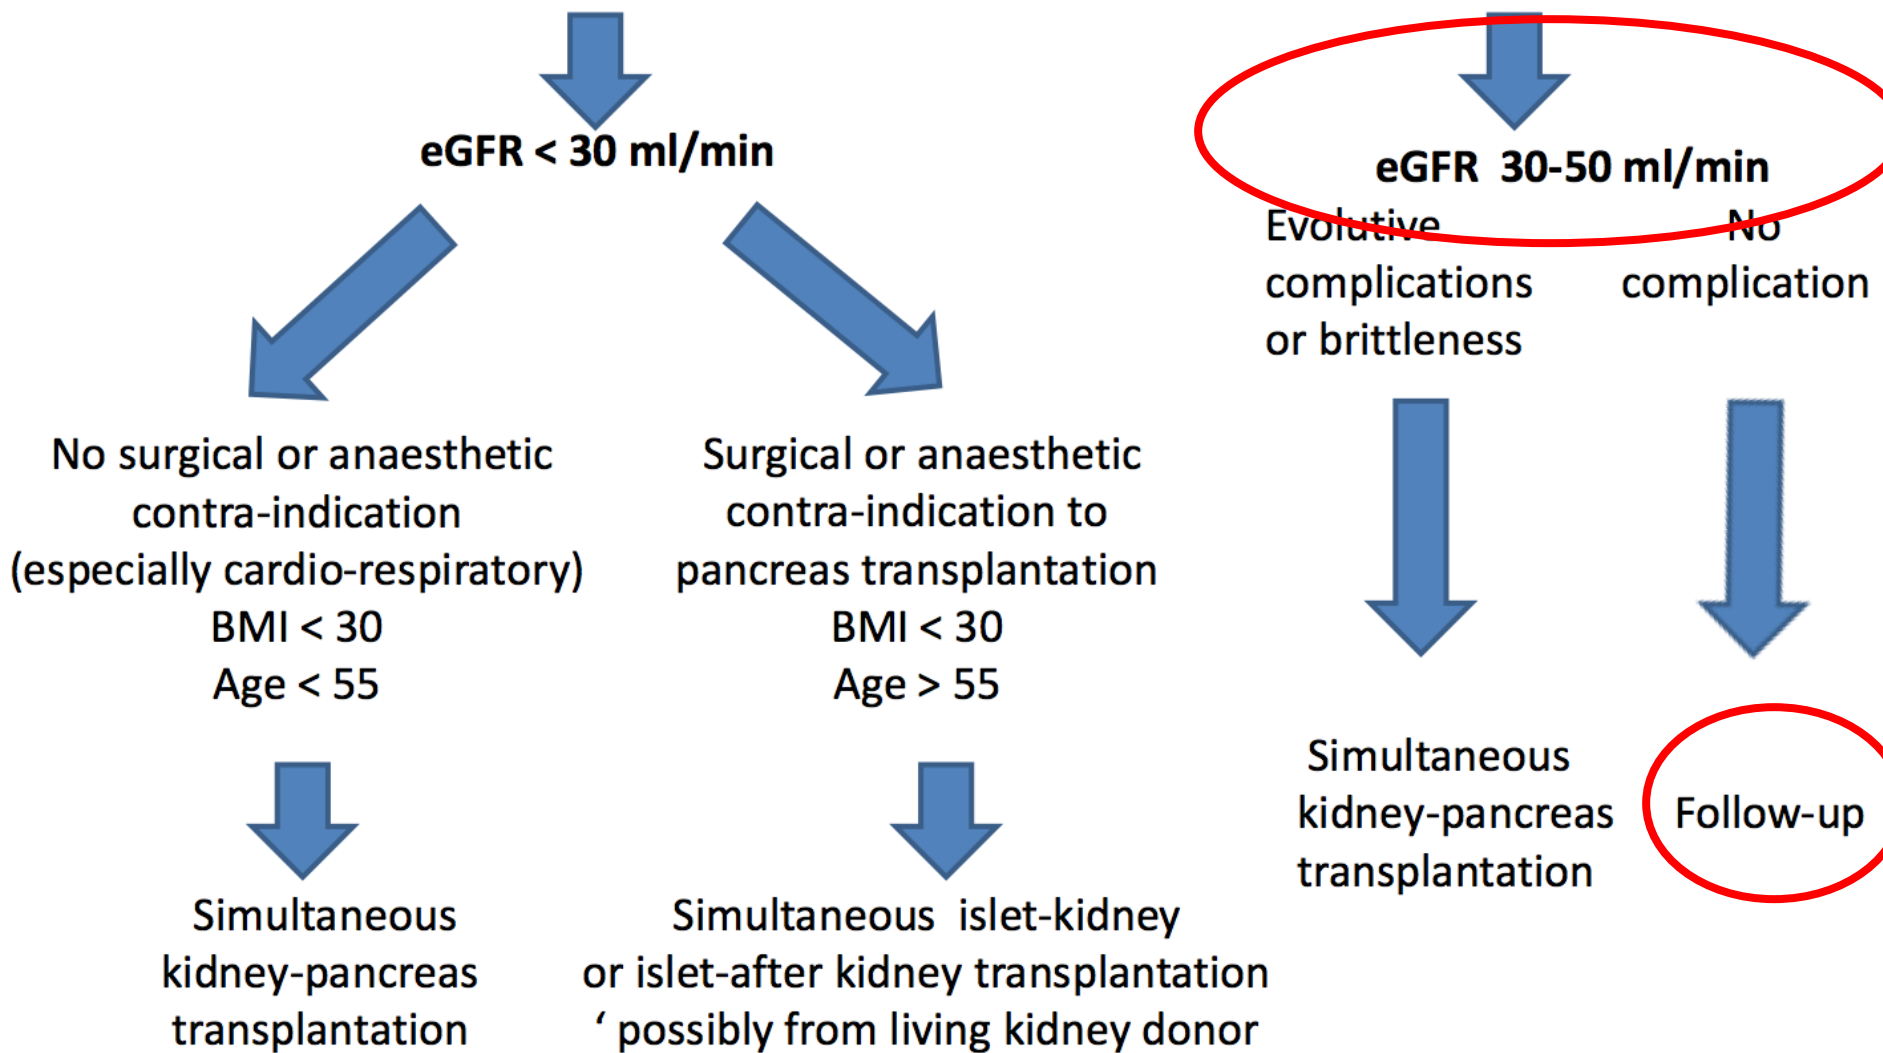 eGFR < 30 ml/min
No surgical or anaesthetic
contra-indication
(especially cardio-respiratory)
BMI < 30
Age < 55
Simultaneous
kidney-pancreas
transplantation
Surgical or anaesthetic
contra-indication to
pancreas transplantation
BMI < 30
Age > 55
Simultaneous islet-kidney
or islet-after kidney transplantation
‘ possibly from living kidney donor
eGFR 30-50 ml/min
Evolutive
complications
or brittleness
Simultaneous
kidney-pancreas
transplantation
No
complication
Follow-up